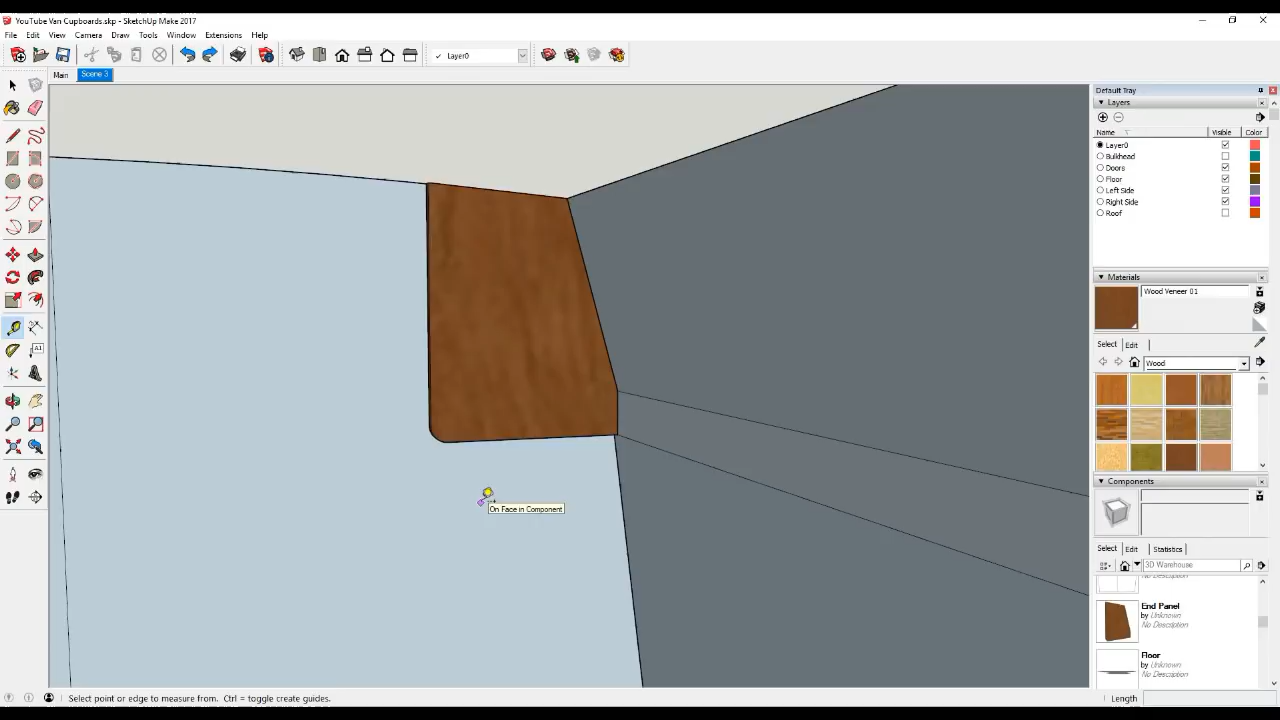 YouTube Van Cupboards.skp - SketchUp Make 2017
File Edit View Camera Draw Tools Window Extensions Help
✓ Layer0
Main Scene 3
Default Tray
Layers
Name Visible Color
Layer0
Bulkhead
Doors
Floor
Left Side
Right Side
Roof
Materials
Wood Veneer 01
Select Edit
Wood
Components
Select Edit Statistics
3D Warehouse
No Description
End Panel
by Unknown
No Description
Floor
by Unknown
No Description
A1
On Face in Component
Select point or edge to measure from. Ctrl = toggle create guides.
Length